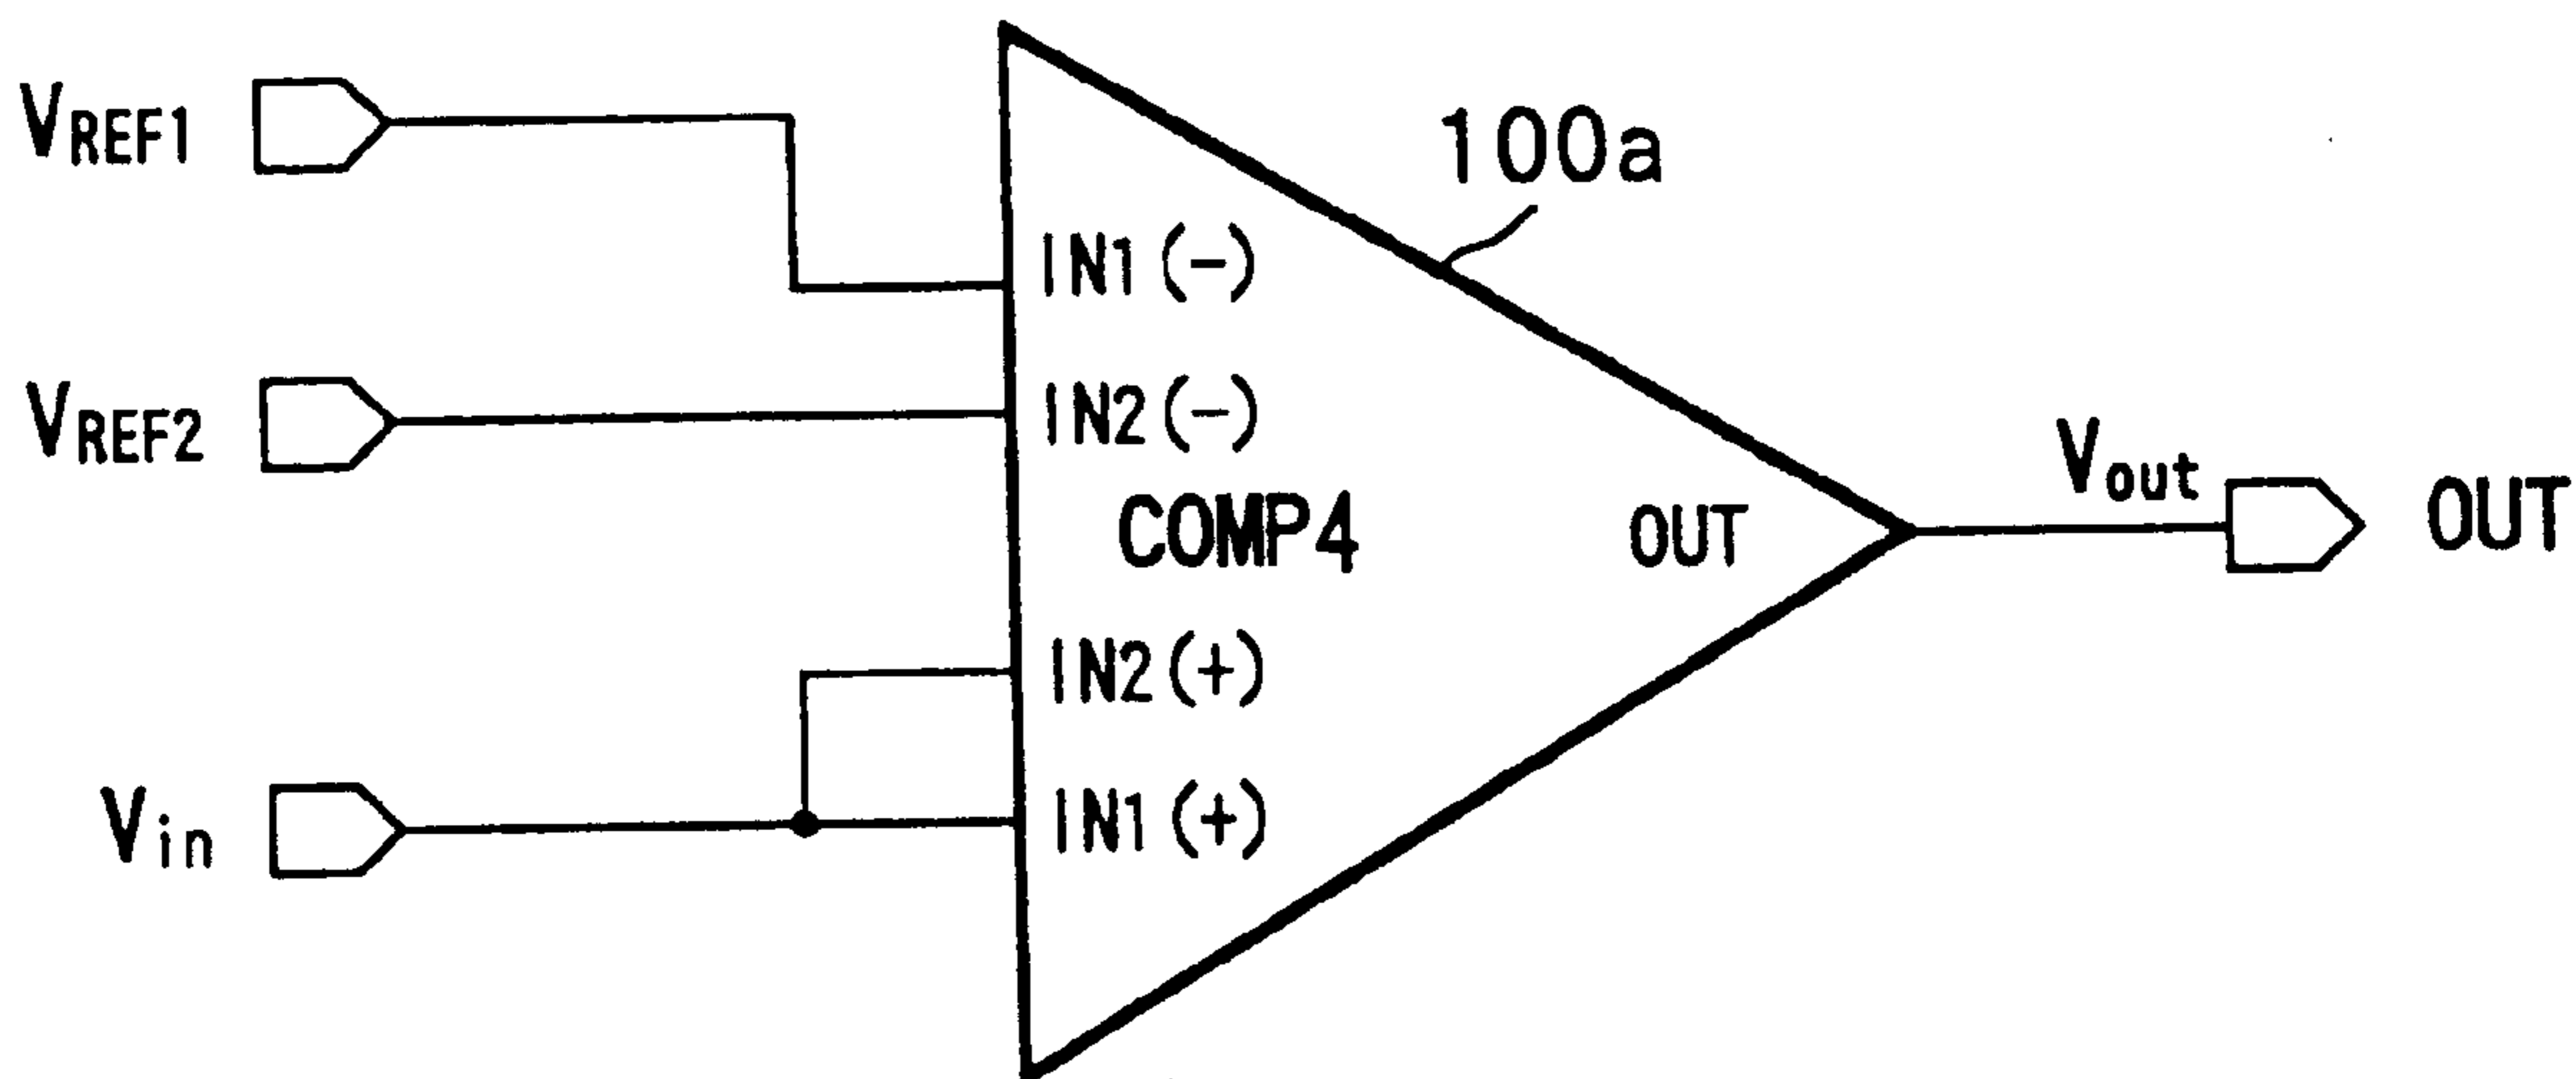 VREF1
100a
IN1(-)
VREF2
IN2(-)
COMP4
OUT
Vout
OUT
IN2(+)
Vin
IN1(+)